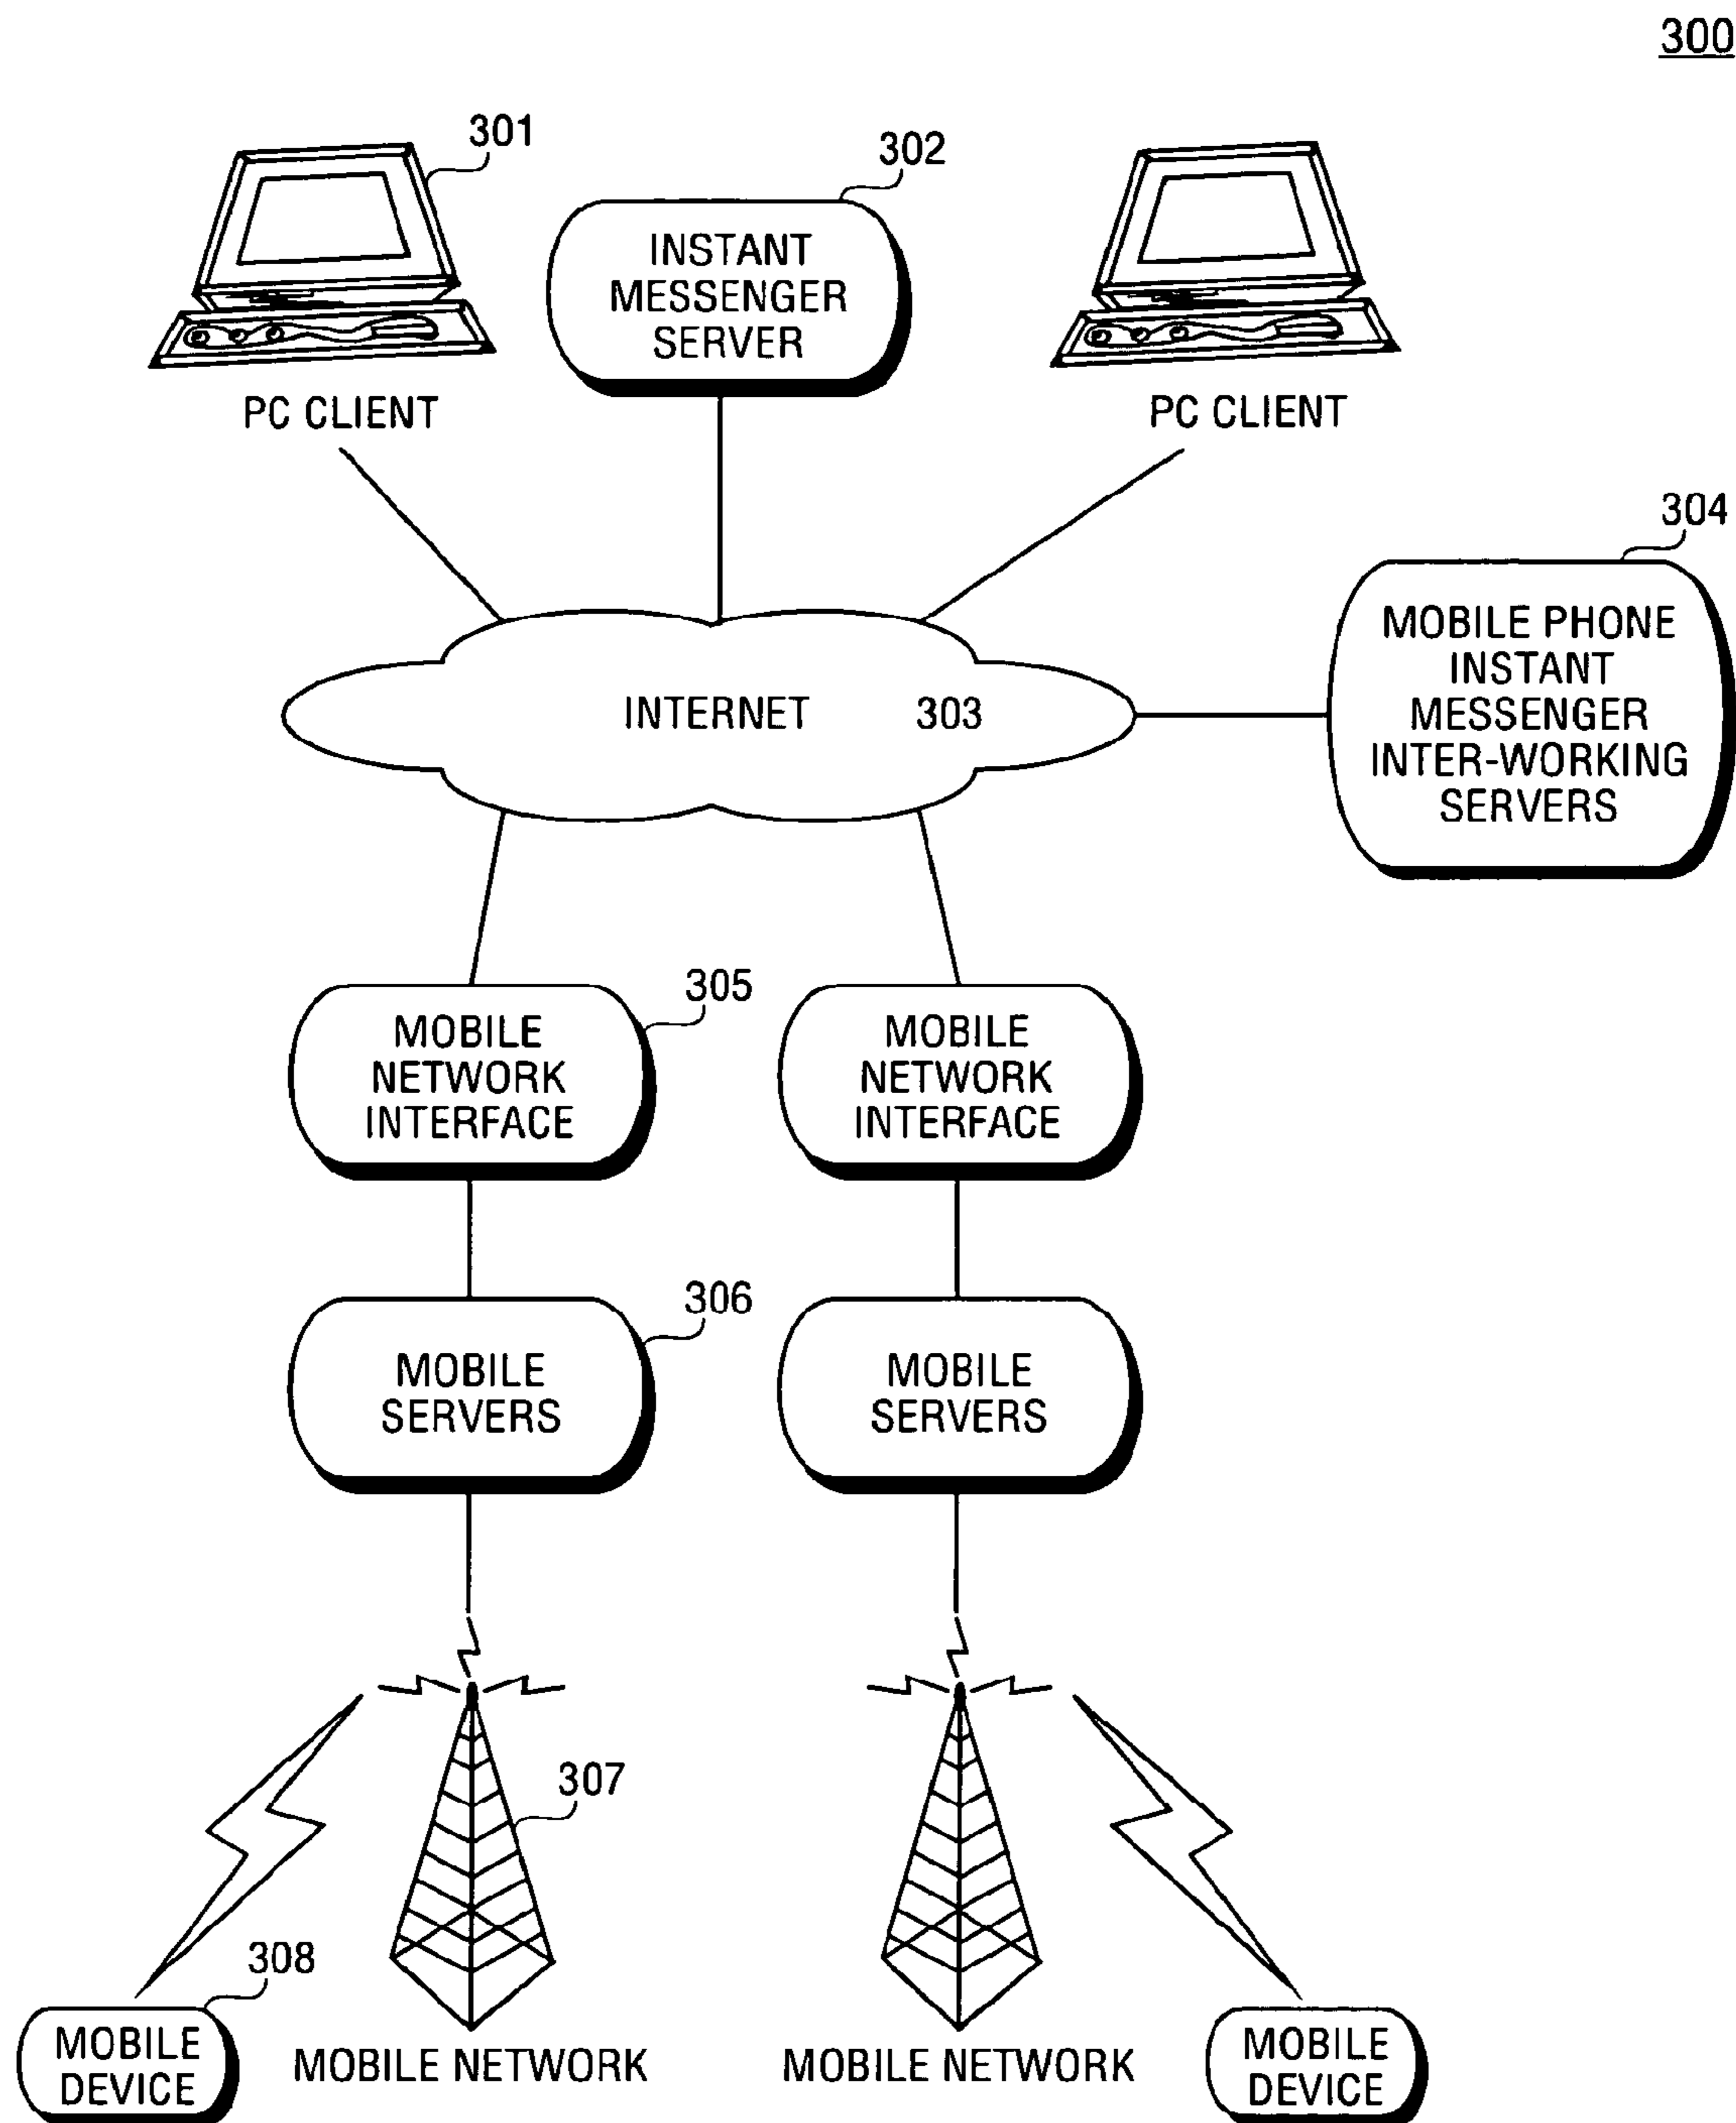 300
301
302
INSTANT
MESSENGER
SERVER
PC CLIENT
PC CLIENT
304
MOBILE PHONE
INSTANT
MESSENGER
INTER-WORKING
SERVERS
INTERNET 303
305
MOBILE
NETWORK
INTERFACE
MOBILE
NETWORK
INTERFACE
306
MOBILE
SERVERS
MOBILE
SERVERS
307
308
MOBILE
DEVICE
MOBILE NETWORK
MOBILE NETWORK
MOBILE
DEVICE